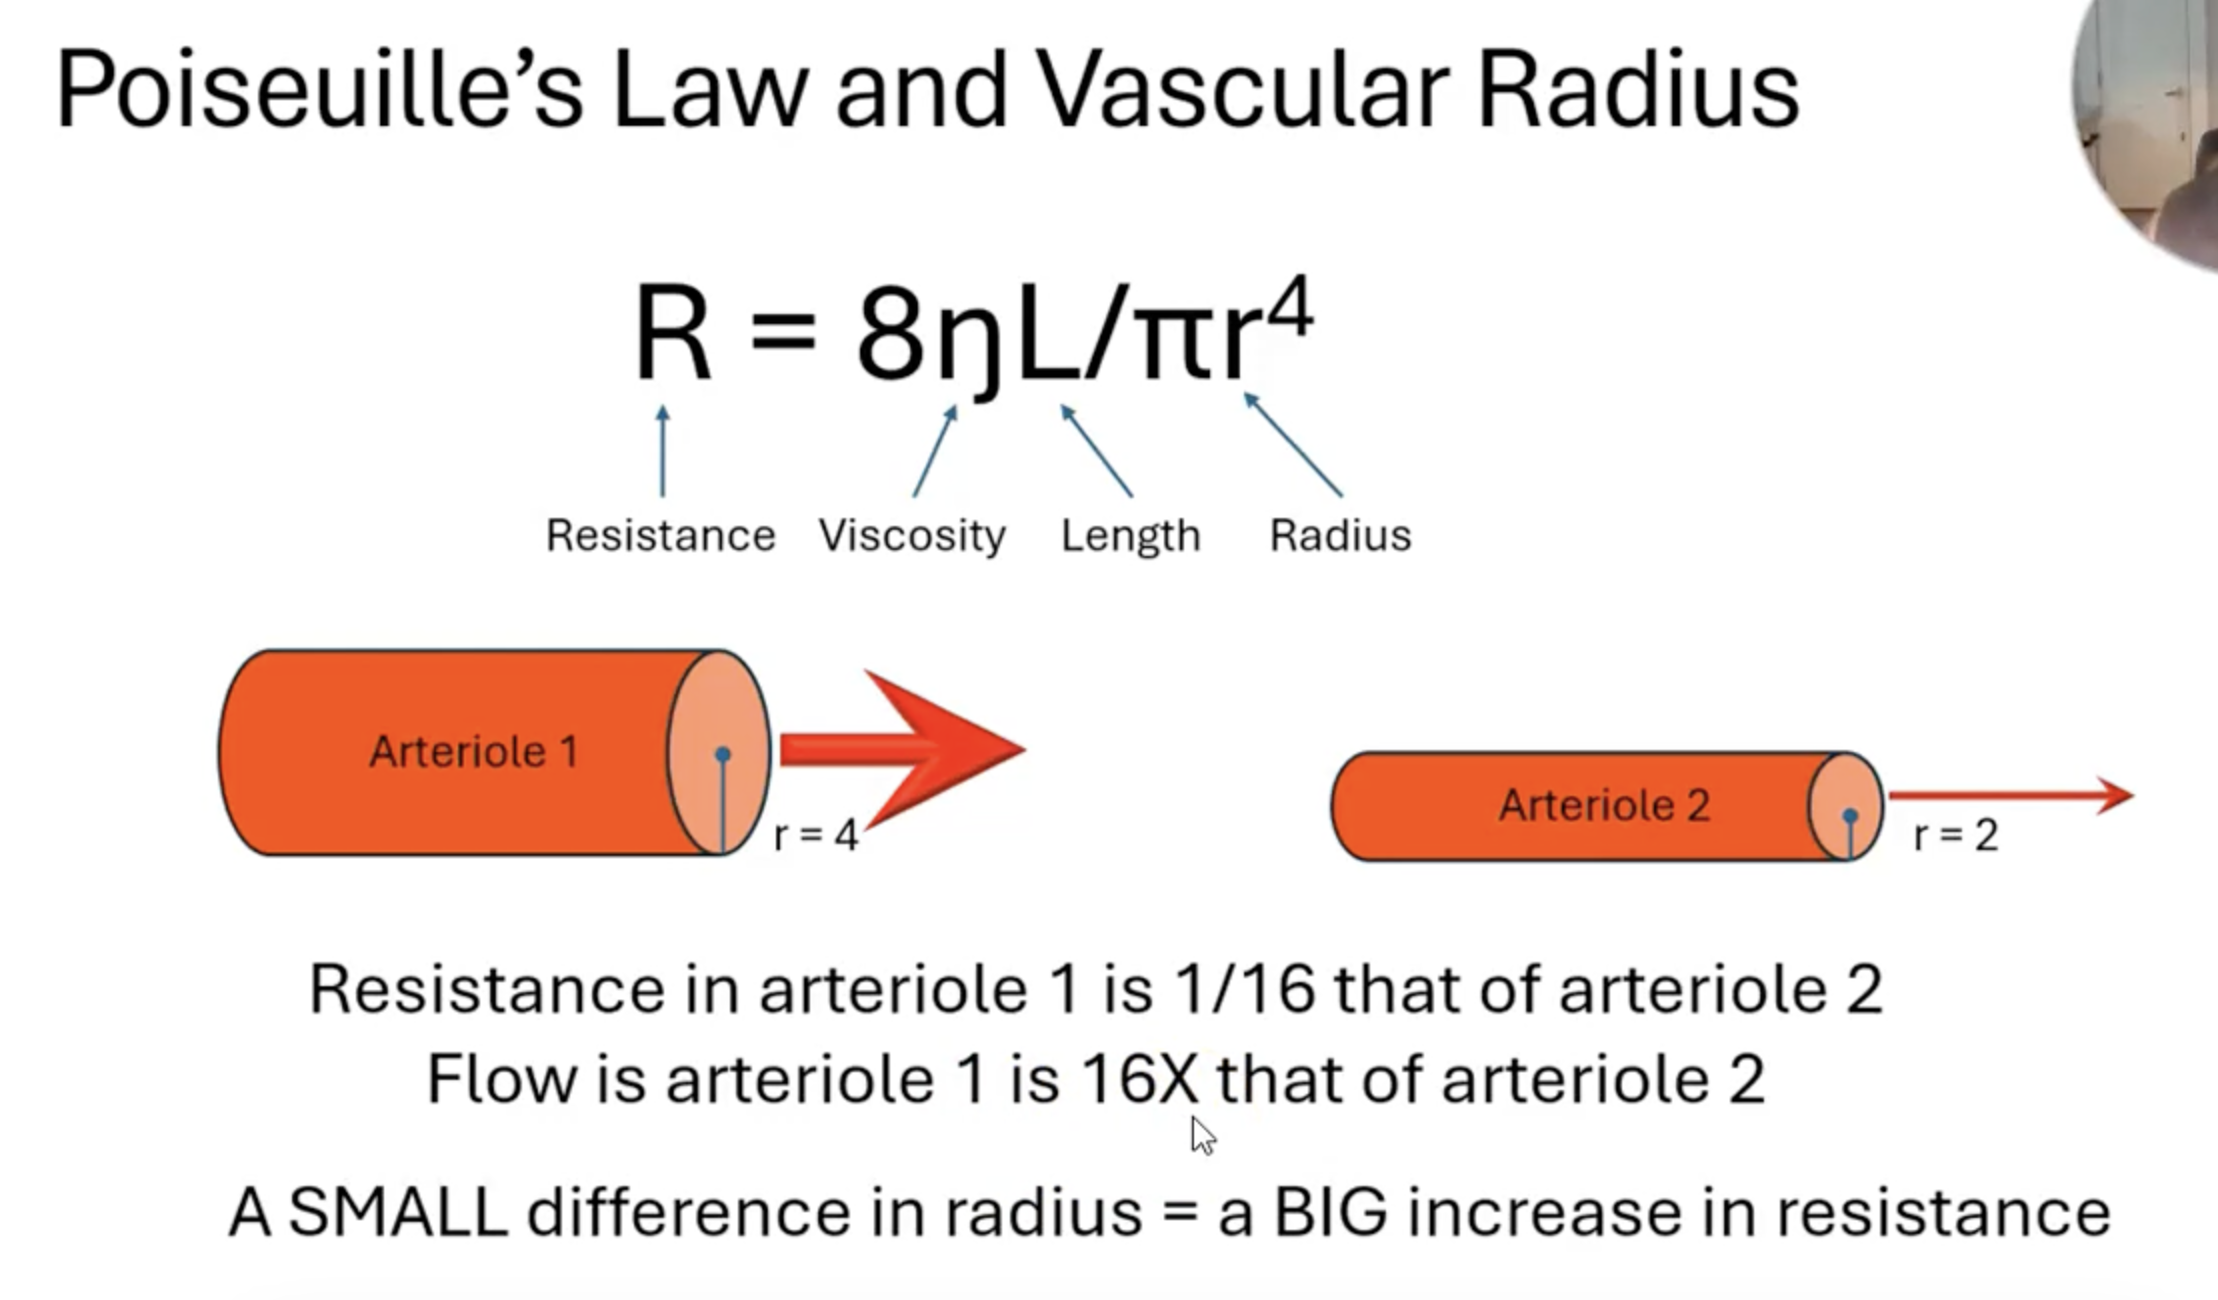 Poiseuille’s Law and Vascular Radius
R = 8ŋL/πr⁴
Resistance Viscosity Length Radius
Arteriole 1
r = 4
Arteriole 2
r = 2
Resistance in arteriole 1 is 1/16 that of arteriole 2
Flow is arteriole 1 is 16X that of arteriole 2
A SMALL difference in radius = a BIG increase in resistance